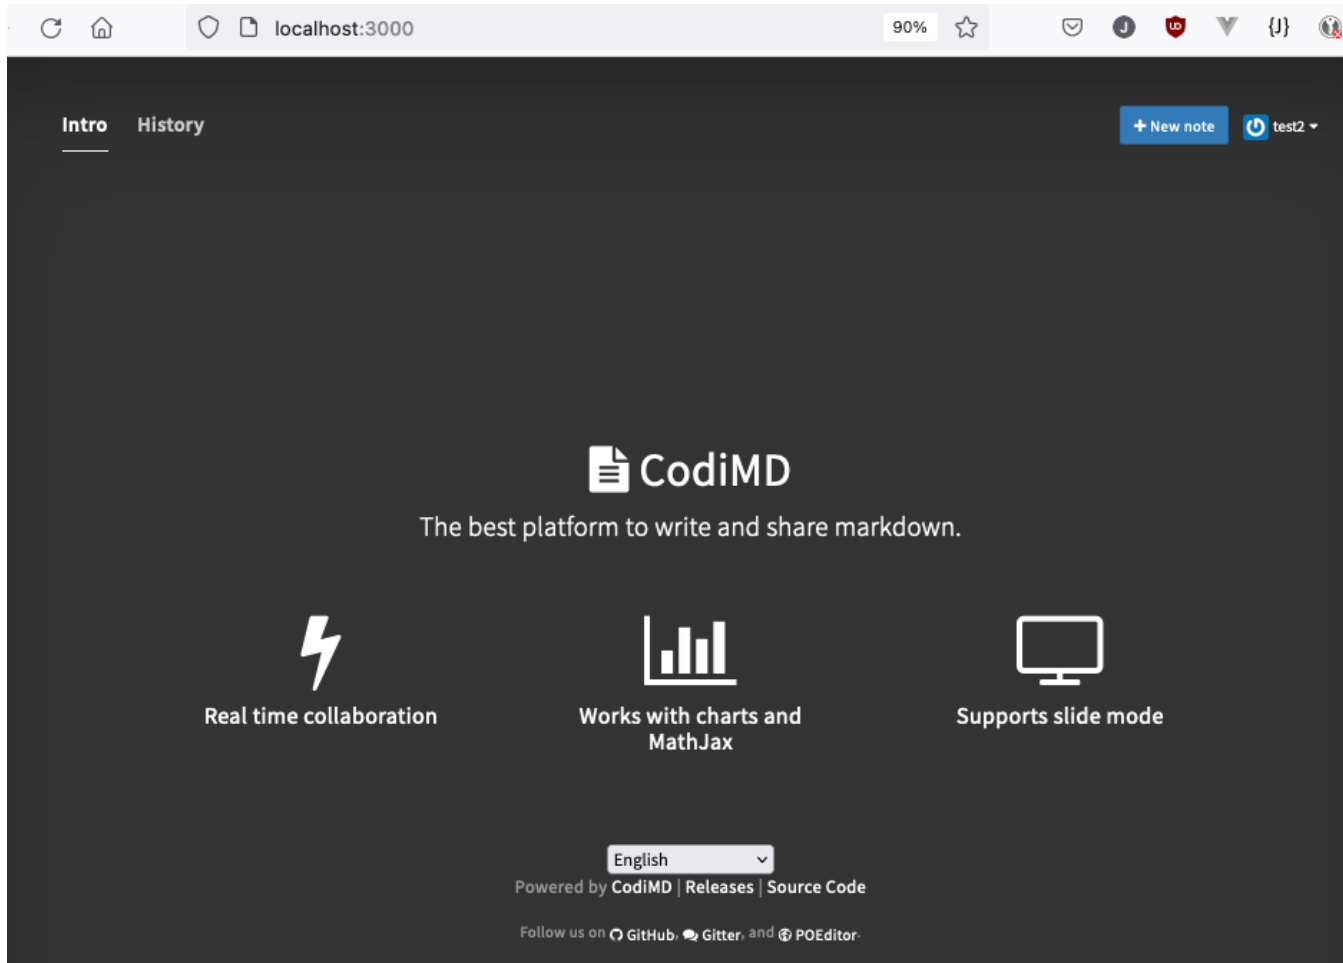 localhost:3000
90%
J
{J}
Intro
History
+ New note
test2
CodiMD
The best platform to write and share markdown.
Real time collaboration
Works with charts and
MathJax
Supports slide mode
English
Powered by CodiMD | Releases | Source Code
Follow us on GitHub, Gitter, and POEditor.